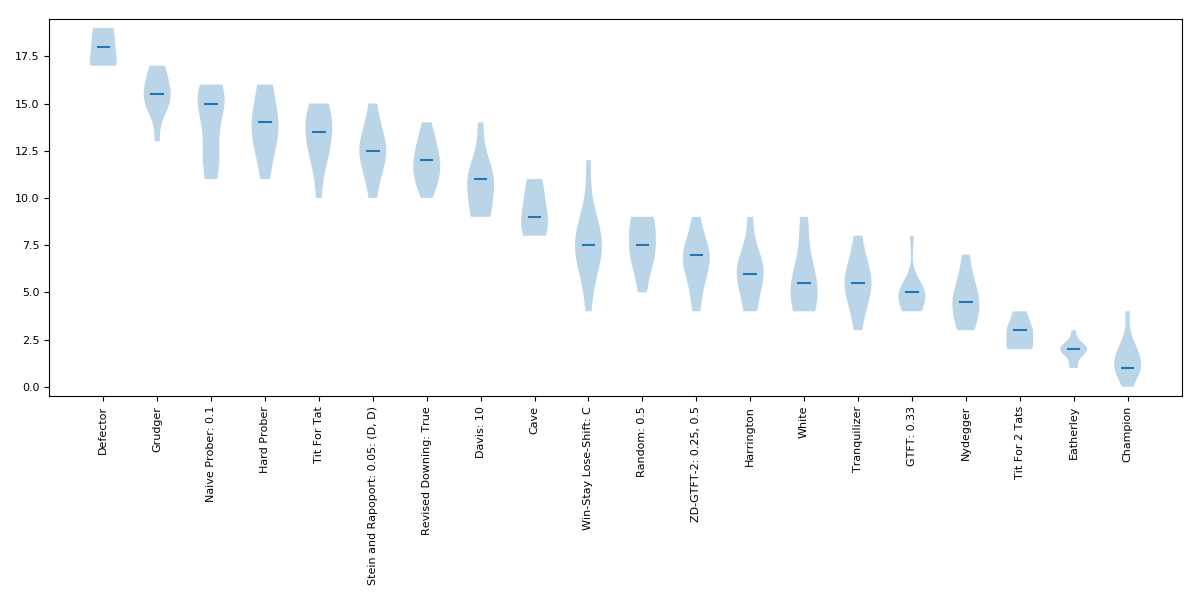 17.5
15.0
12.5
10.0
7.5
5.0
2.5
0.0
Defector
Grudger
Naive Prober: 0.1
Hard Prober
Tit For Tat
Stein and Rapoport: 0.05: (D, D)
Revised Downing: True
Davis: 10
Cave
Win-Stay Lose-Shift: C
Random: 0.5
ZD-GTFT-2: 0.25, 0.5
Harrington
White
Tranquilizer
GTFT: 0.33
Nydegger
Tit For 2 Tats
Eatherley
Champion